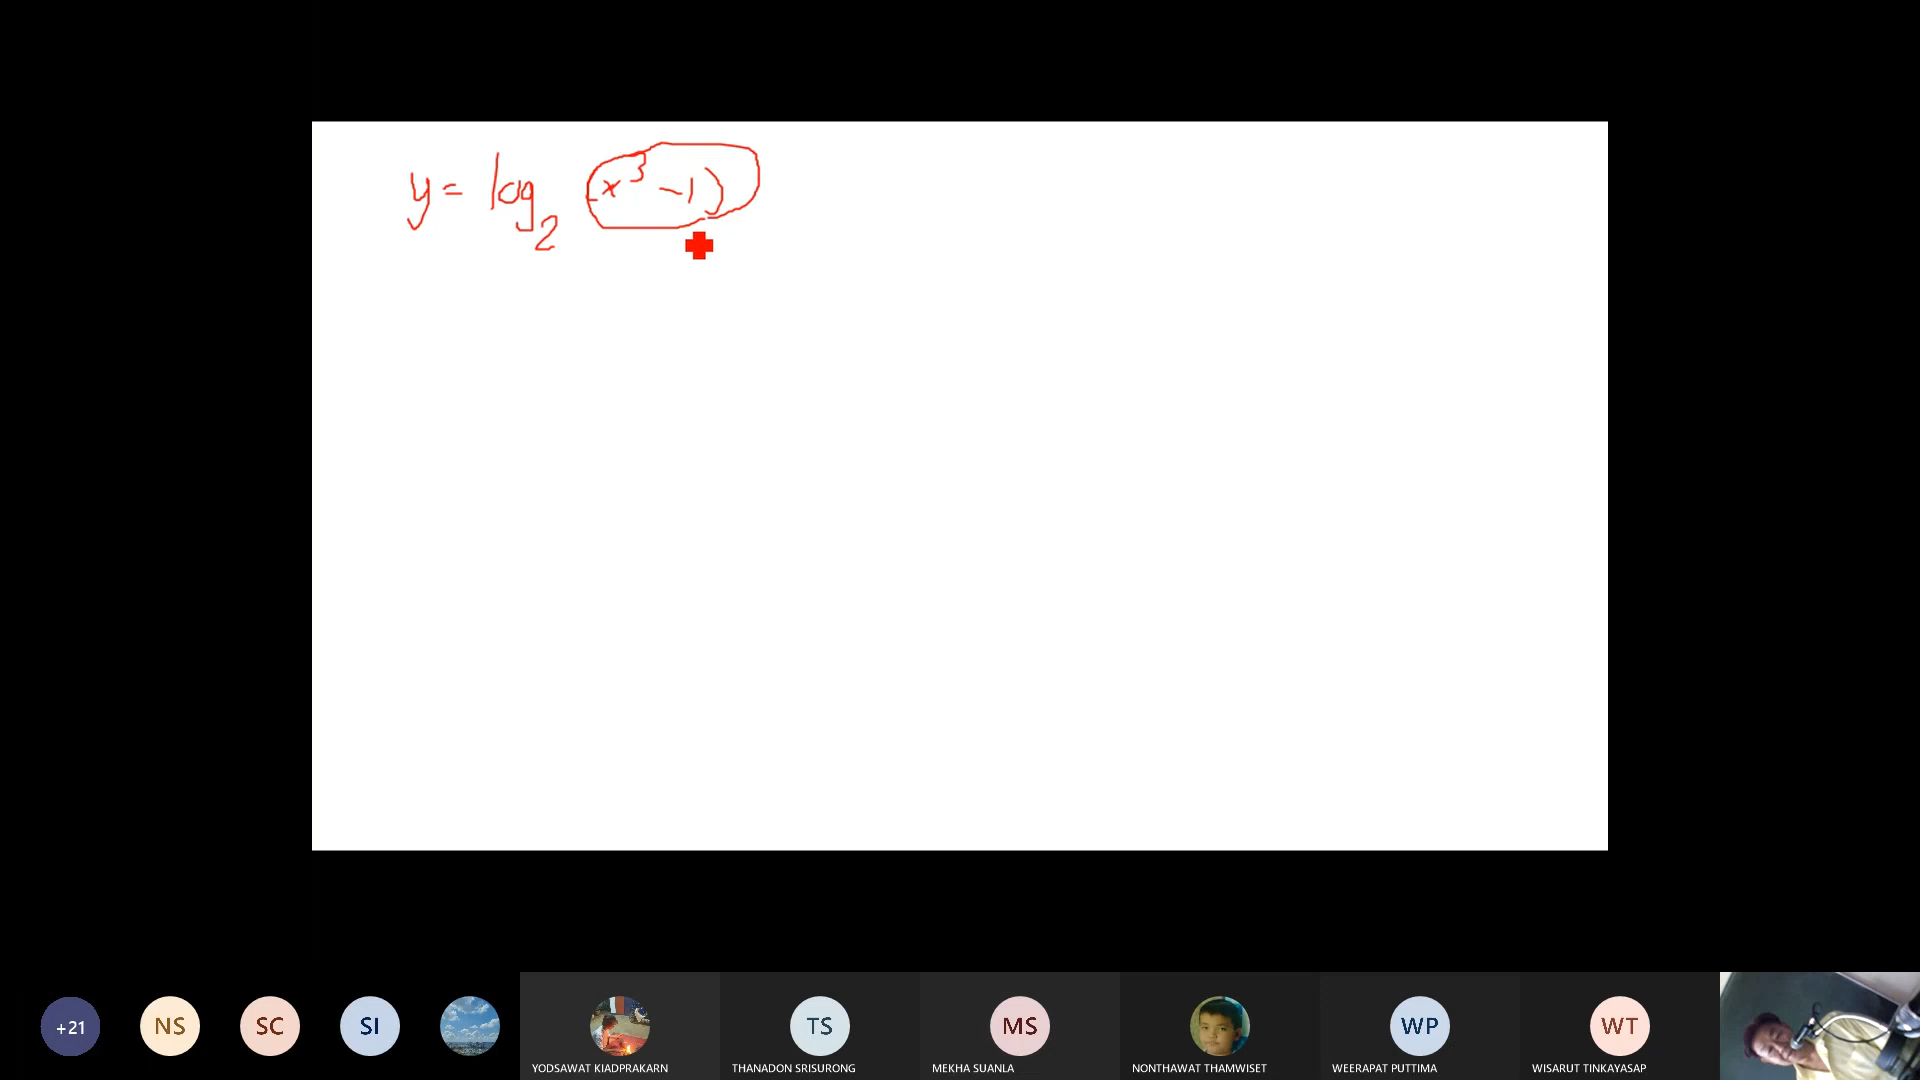 y = log₂ (x³ - 1)
+21 NS SC SI TS MS WP WT
YODSAWAT KIADPRAKARN THANADON SRISURONG MEKHA SUANLA NONTHAWAT THAMWISET WEERAPAT PUTTIMA WISARUT TINKAYASAP